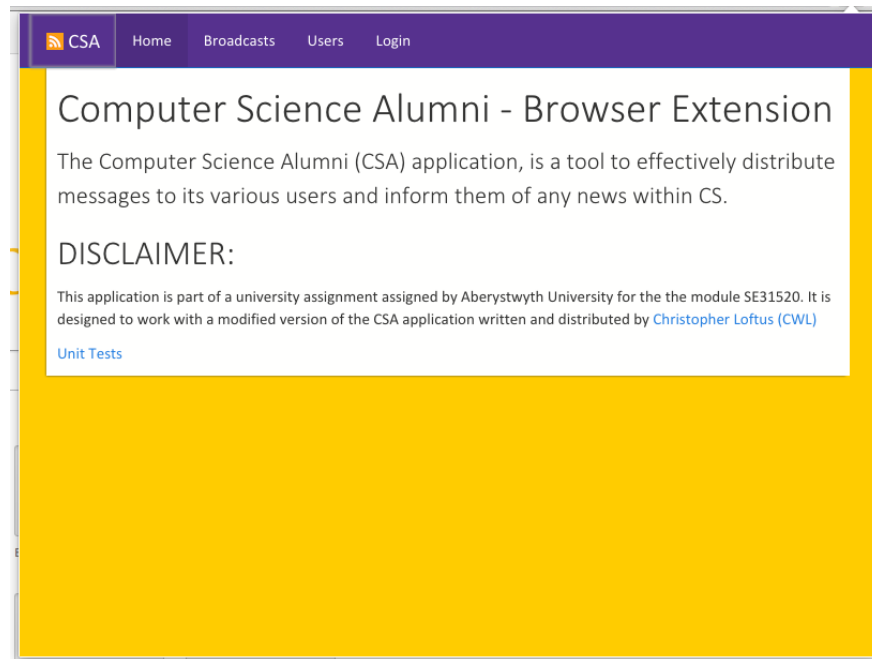 CSA Home Broadcasts Users Login
Computer Science Alumni - Browser Extension
The Computer Science Alumni (CSA) application, is a tool to effectively distribute
messages to its various users and inform them of any news within CS.
DISCLAIMER:
This application is part of a university assignment assigned by Aberystwyth University for the the module SE31520. It is
designed to work with a modified version of the CSA application written and distributed by Christopher Loftus (CWL)
Unit Tests